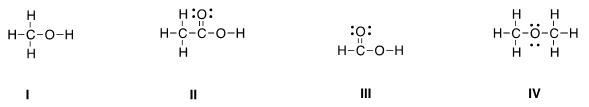 H
H-C-O-H
H
H O
H-C-C-O-H
H
O
H-C-O-H
H H
H-C-O-C-H
H H
I II III IV